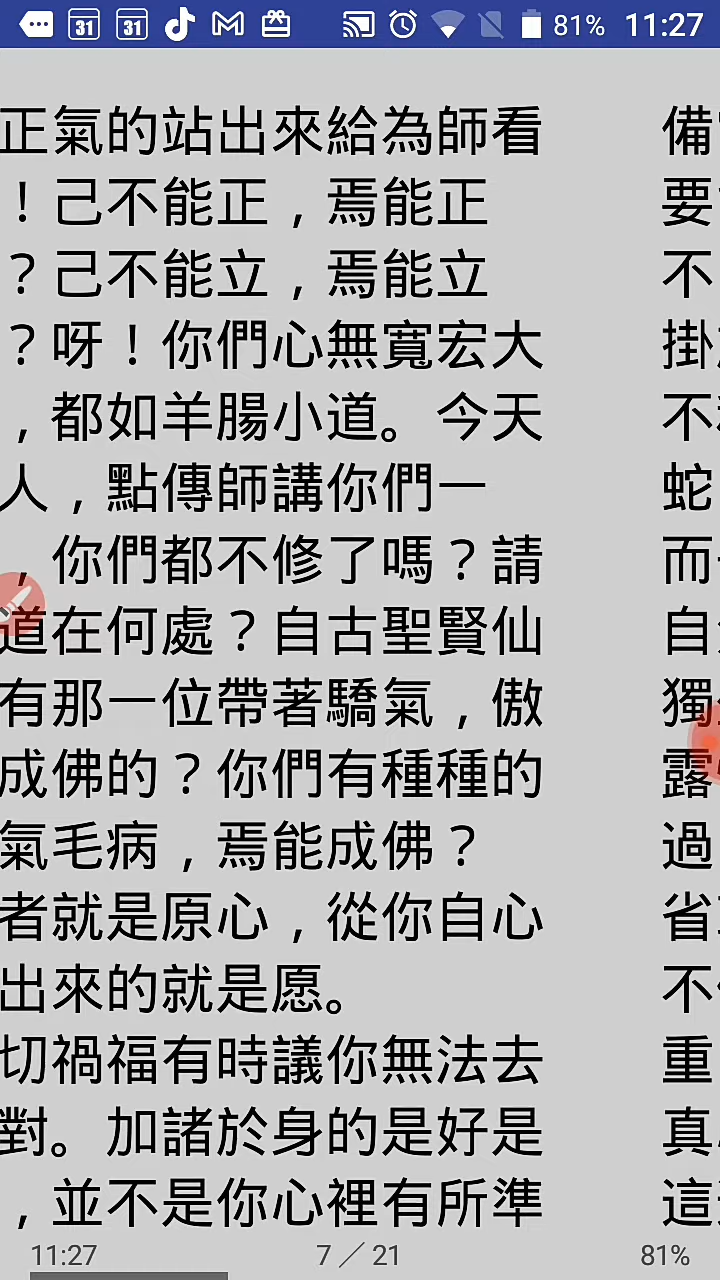 31 31 81% 11:27
正氣的站出來給為師看
！己不能正，焉能正
？己不能立，焉能立
？呀！你們心無寬宏大
，都如羊腸小道。今天
人，點傳師講你們一
，你們都不修了嗎？請
道在何處？自古聖賢仙
有那一位帶著驕氣，傲
成佛的？你們有種種的
氣毛病，焉能成佛？
者就是原心，從你自心
出來的就是愿。
切禍福有時議你無法去
對。加諸於身的是好是
，並不是你心裡有所準
備
要
不
掛
不
蛇
而
自
獨
露
過
省
不
重
真
這
11:27 7／21 81%